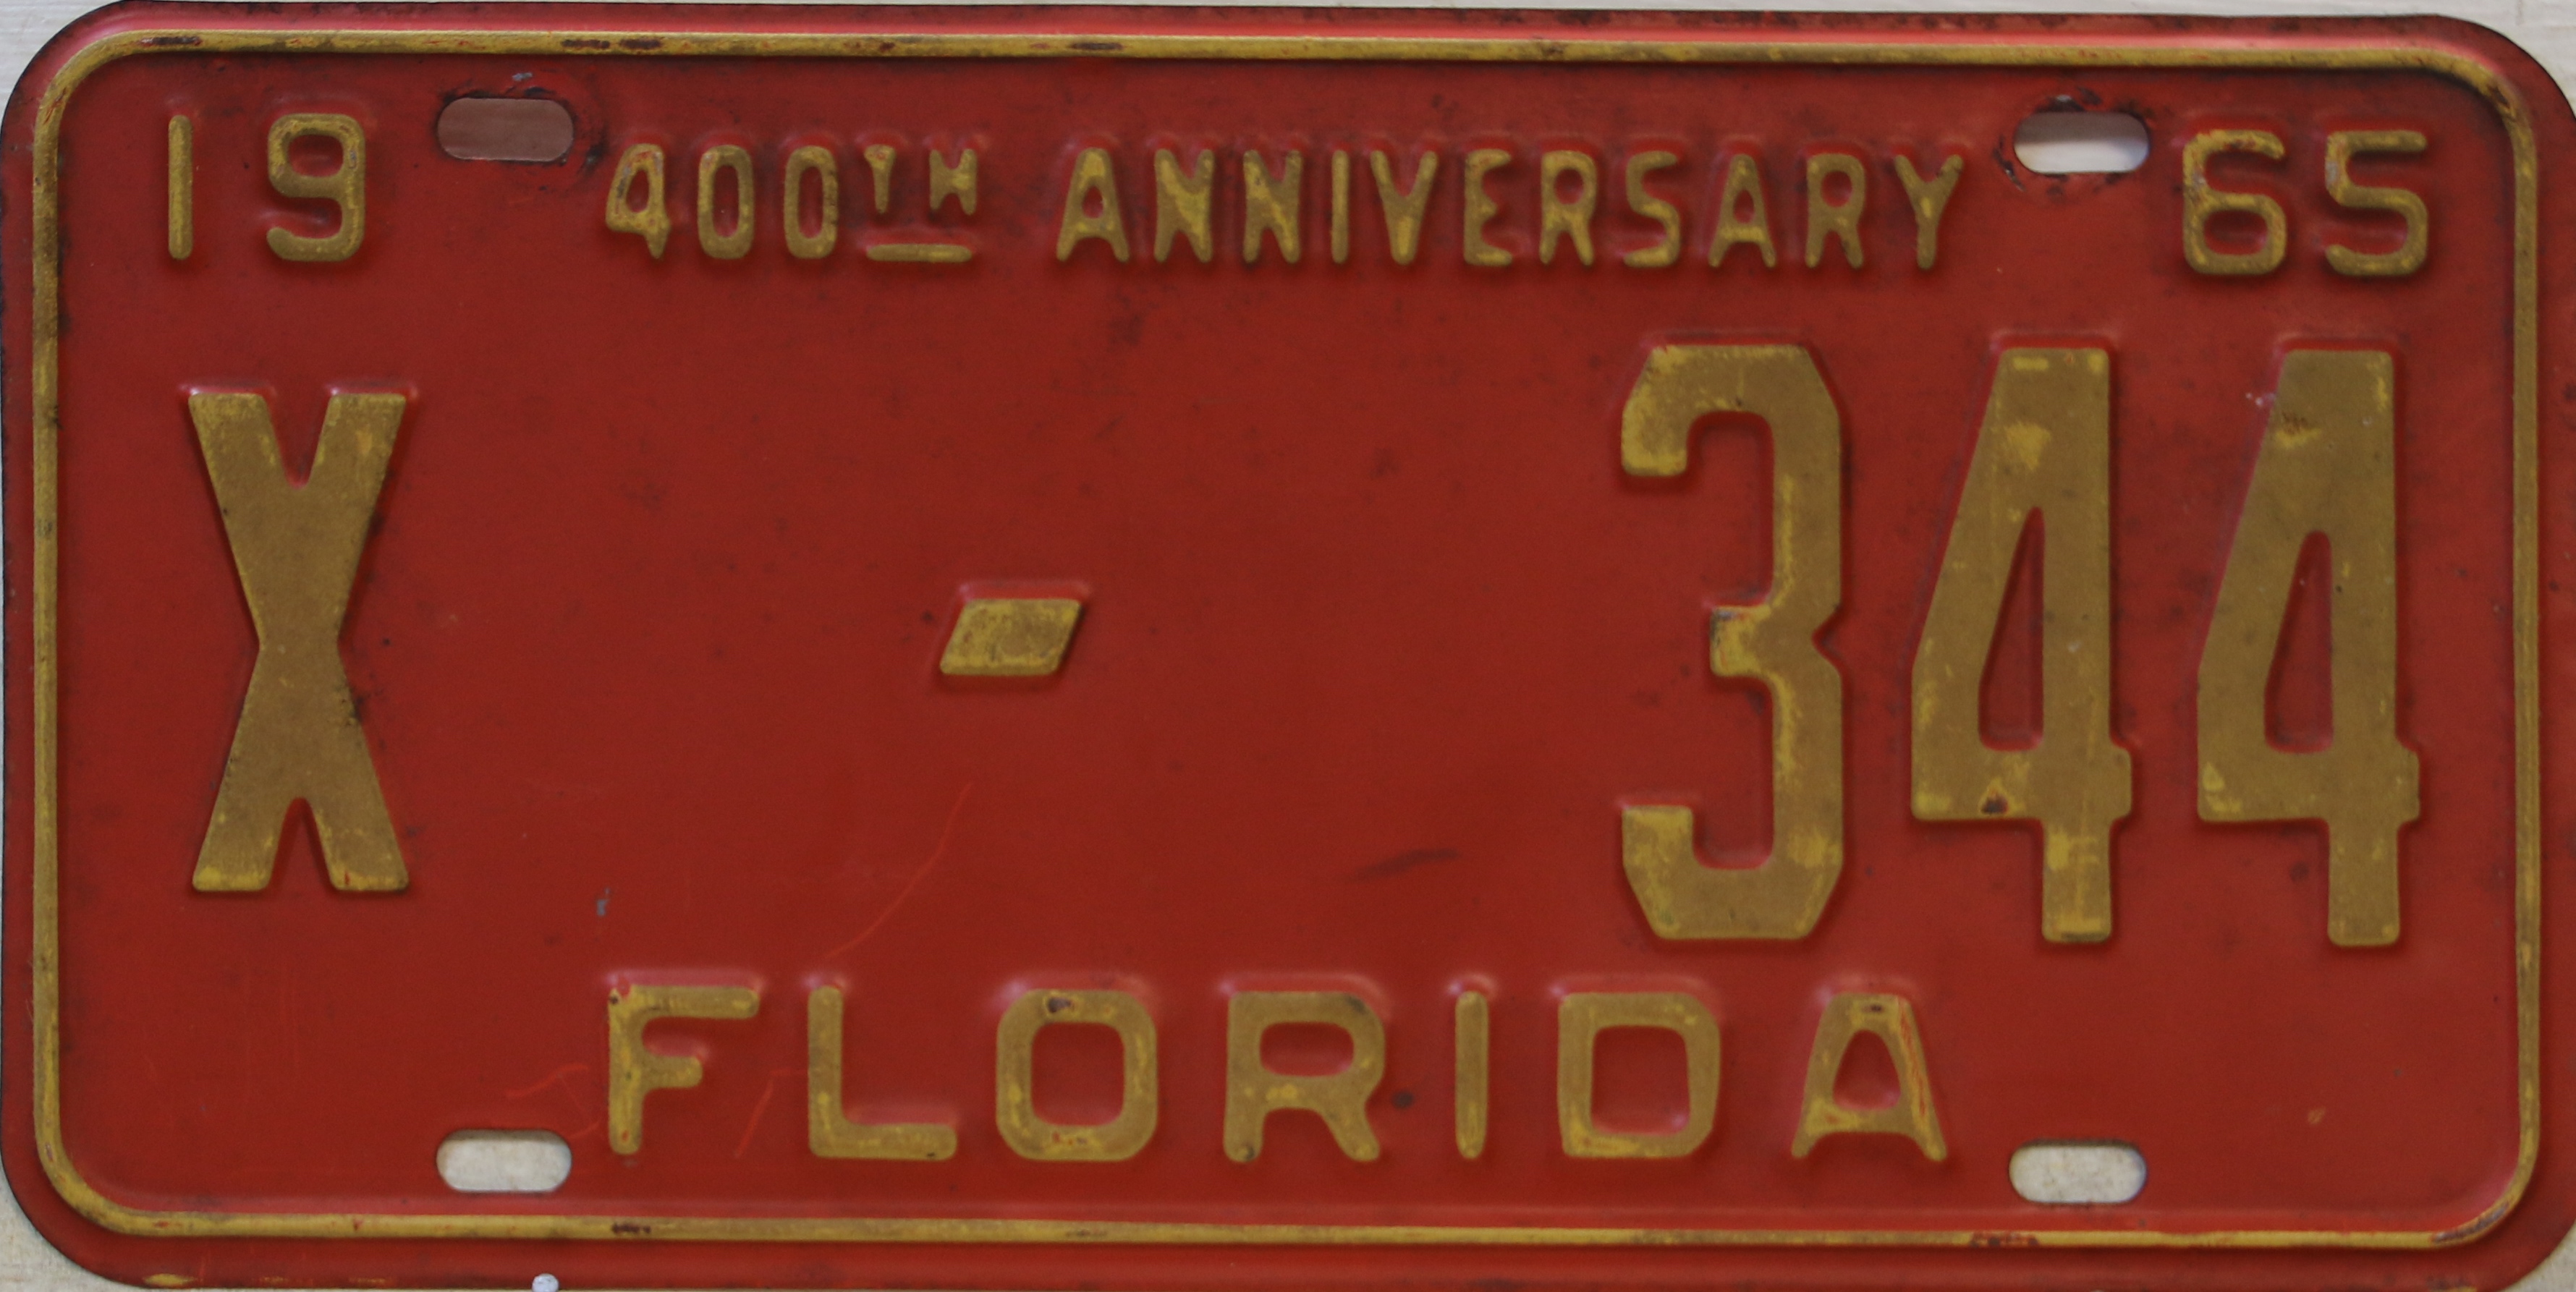 19 400TH ANNIVERSARY 65
X - 344
FLORIDA